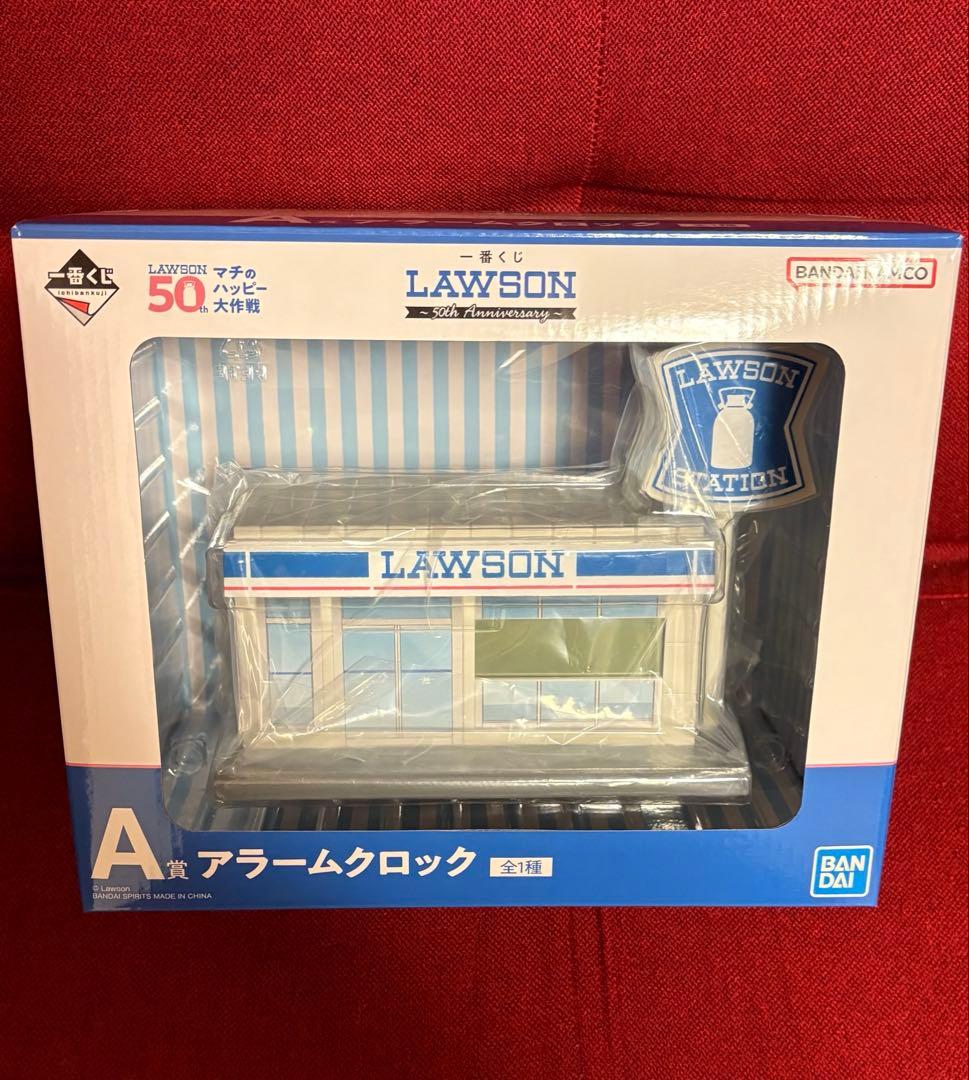 一番くじ
ichibankuji
LAWSON
50th
マチの
ハッピー
大作戦
一番くじ
LAWSON
~50th Anniversary~
BANDAI NAMCO
LAWSON
STATION
LAWSON
A賞 アラームクロック 全1種
© Lawson
BANDAI SPIRITS MADE IN CHINA
BAN
DAI